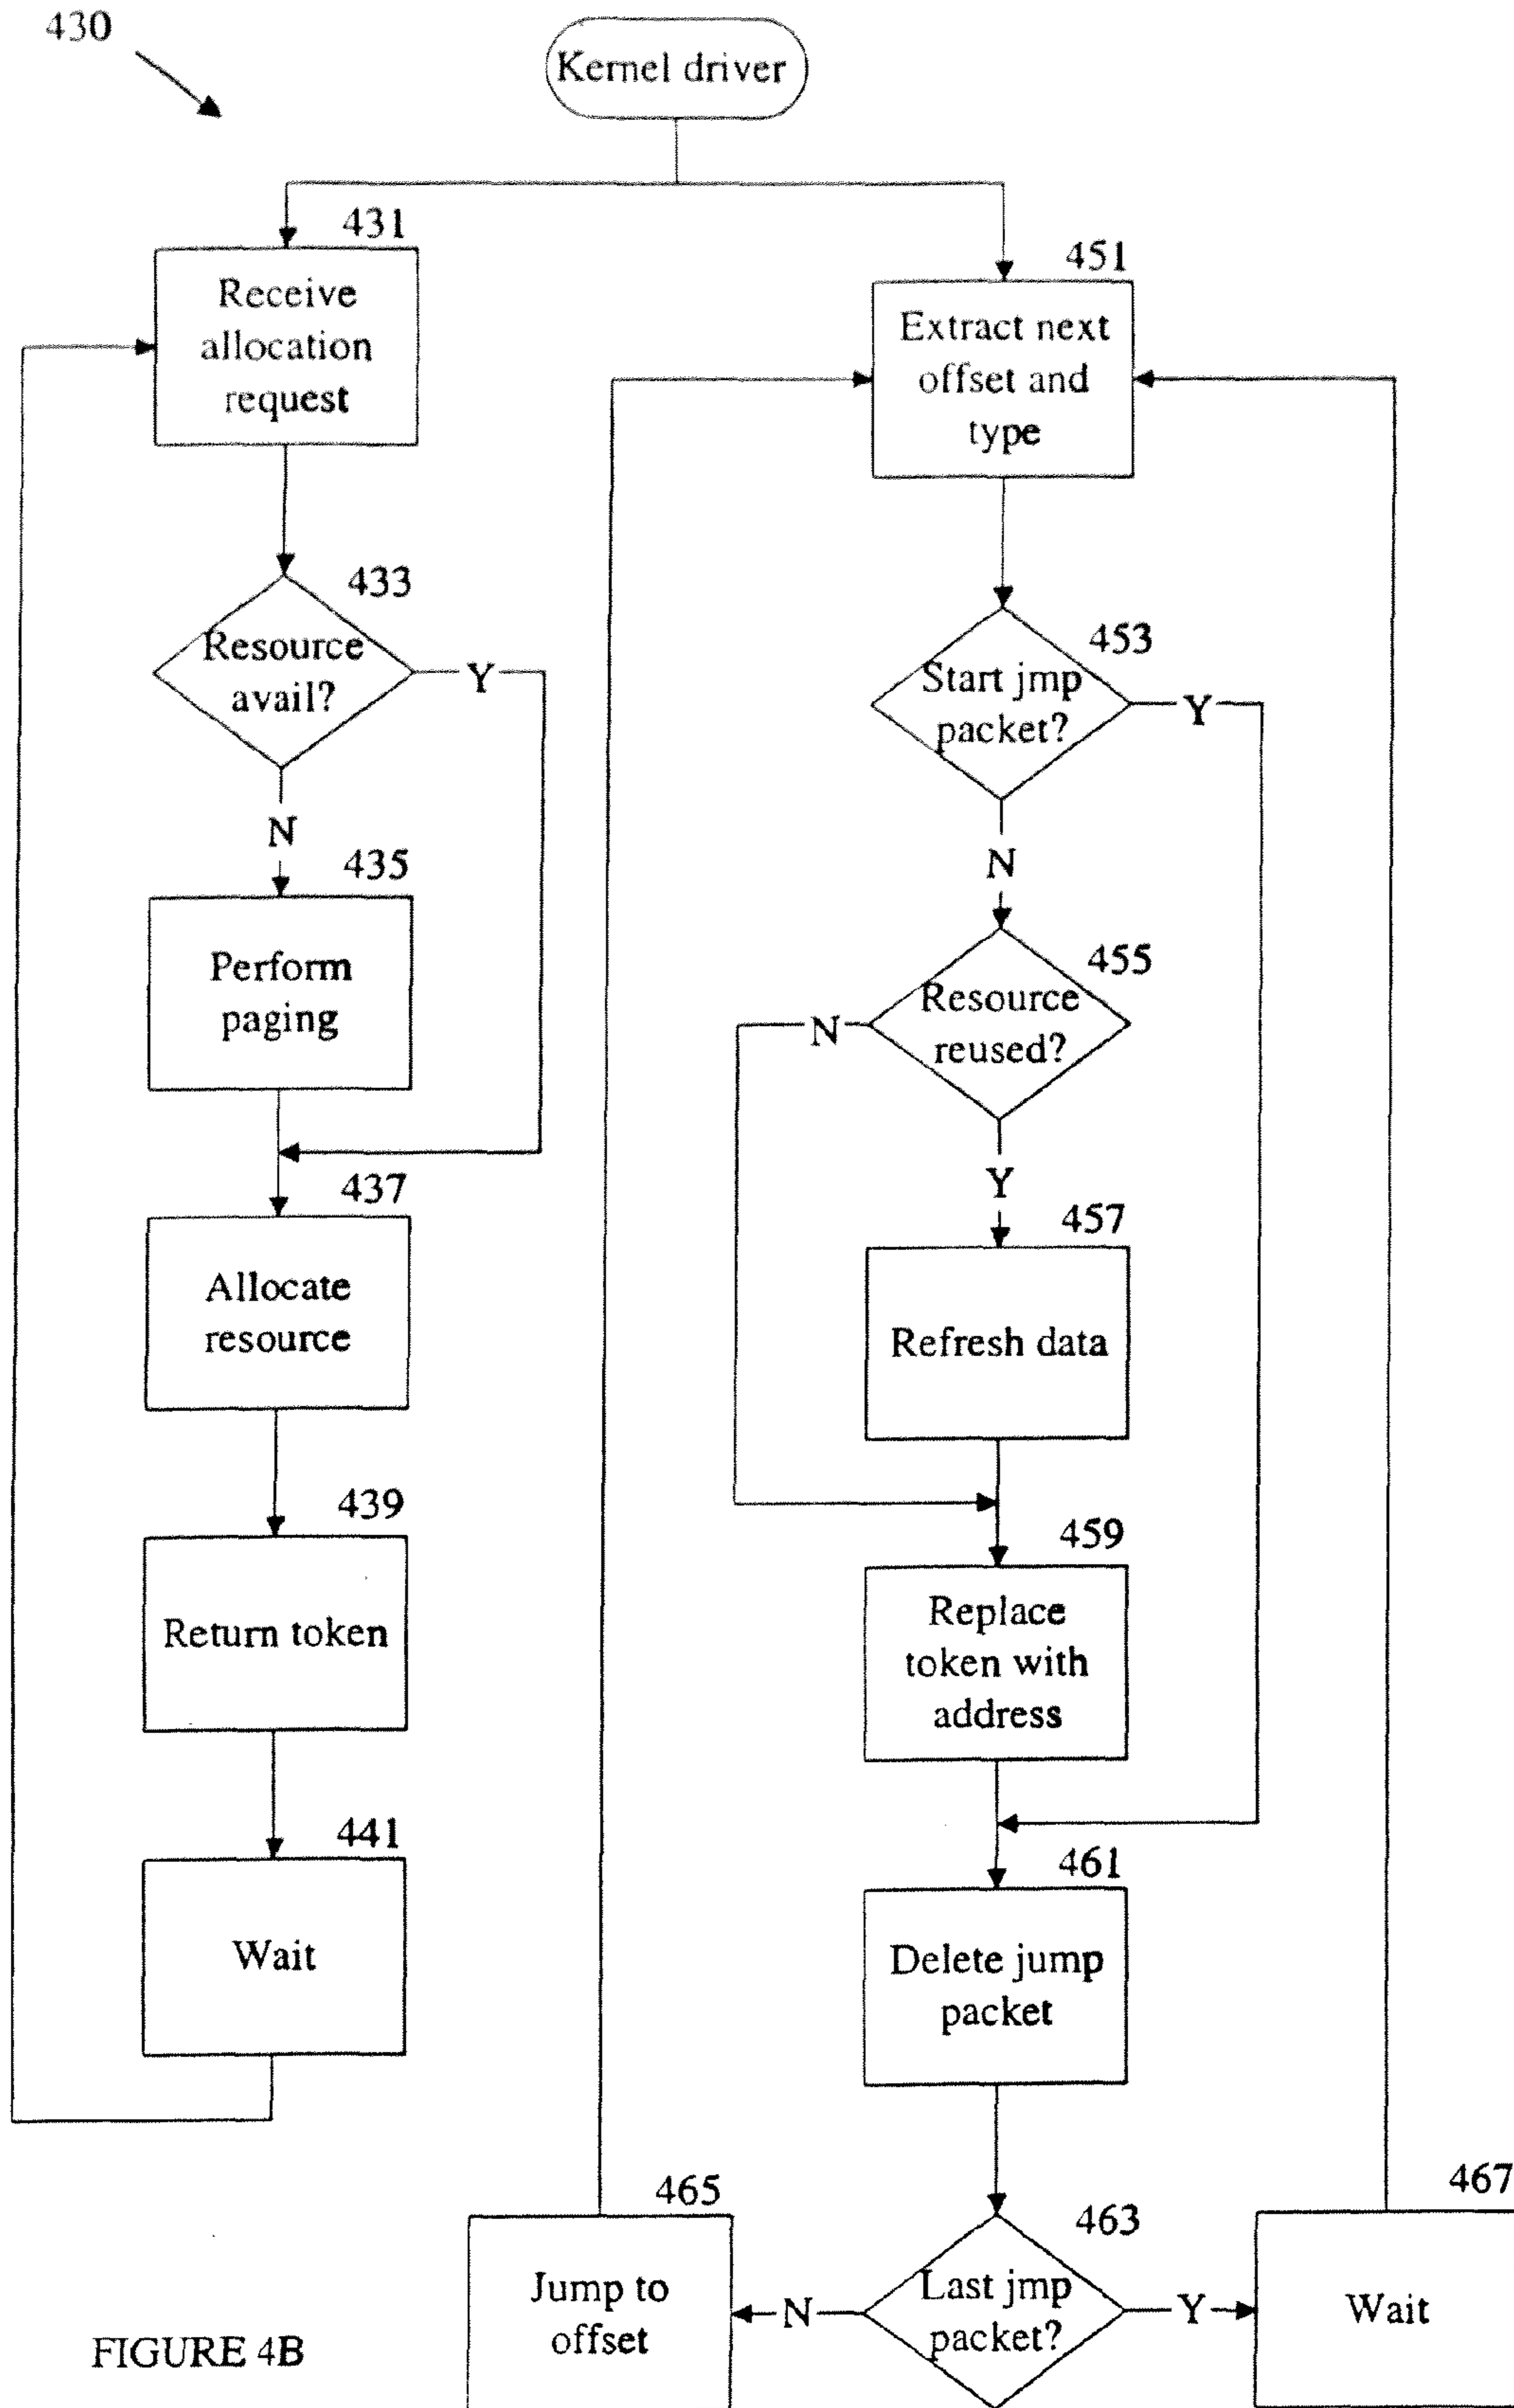 430
Kernel driver
431
Receive
allocation
request
433
Resource
avail?
Y
N
435
Perform
paging
437
Allocate
resource
439
Return token
441
Wait
451
Extract next
offset and
type
453
Start jmp
packet?
Y
N
455
Resource
reused?
N
Y
457
Refresh data
459
Replace
token with
address
461
Delete jump
packet
463
Last jmp
packet?
N
Y
465
Jump to
offset
467
Wait
FIGURE 4B